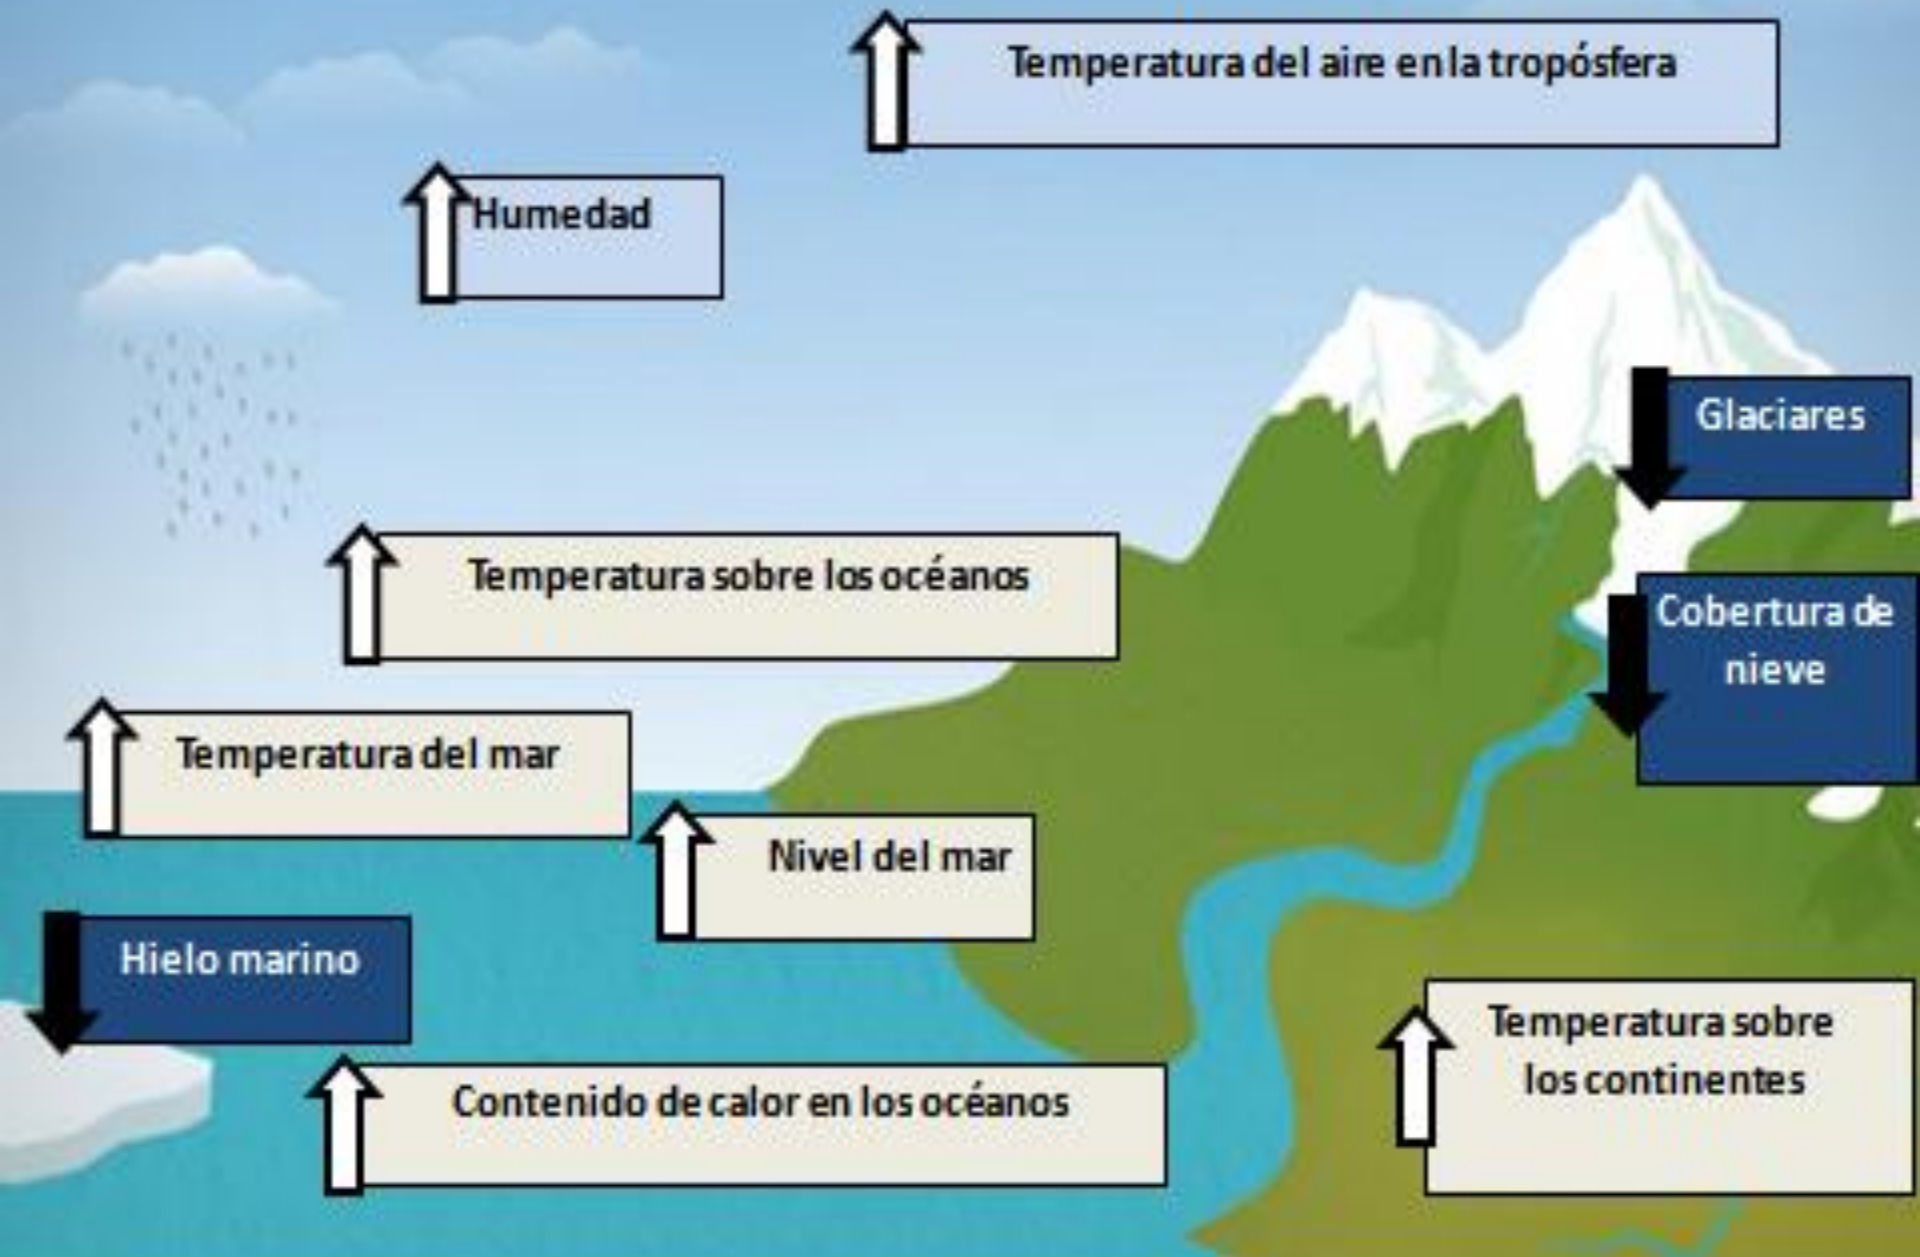 Temperatura del aire en la tropósfera
Humedad
Glaciares
Temperatura sobre los océanos
Cobertura de
nieve
Temperatura del mar
Nivel del mar
Hielo marino
Temperatura sobre
los continentes
Contenido de calor en los océanos